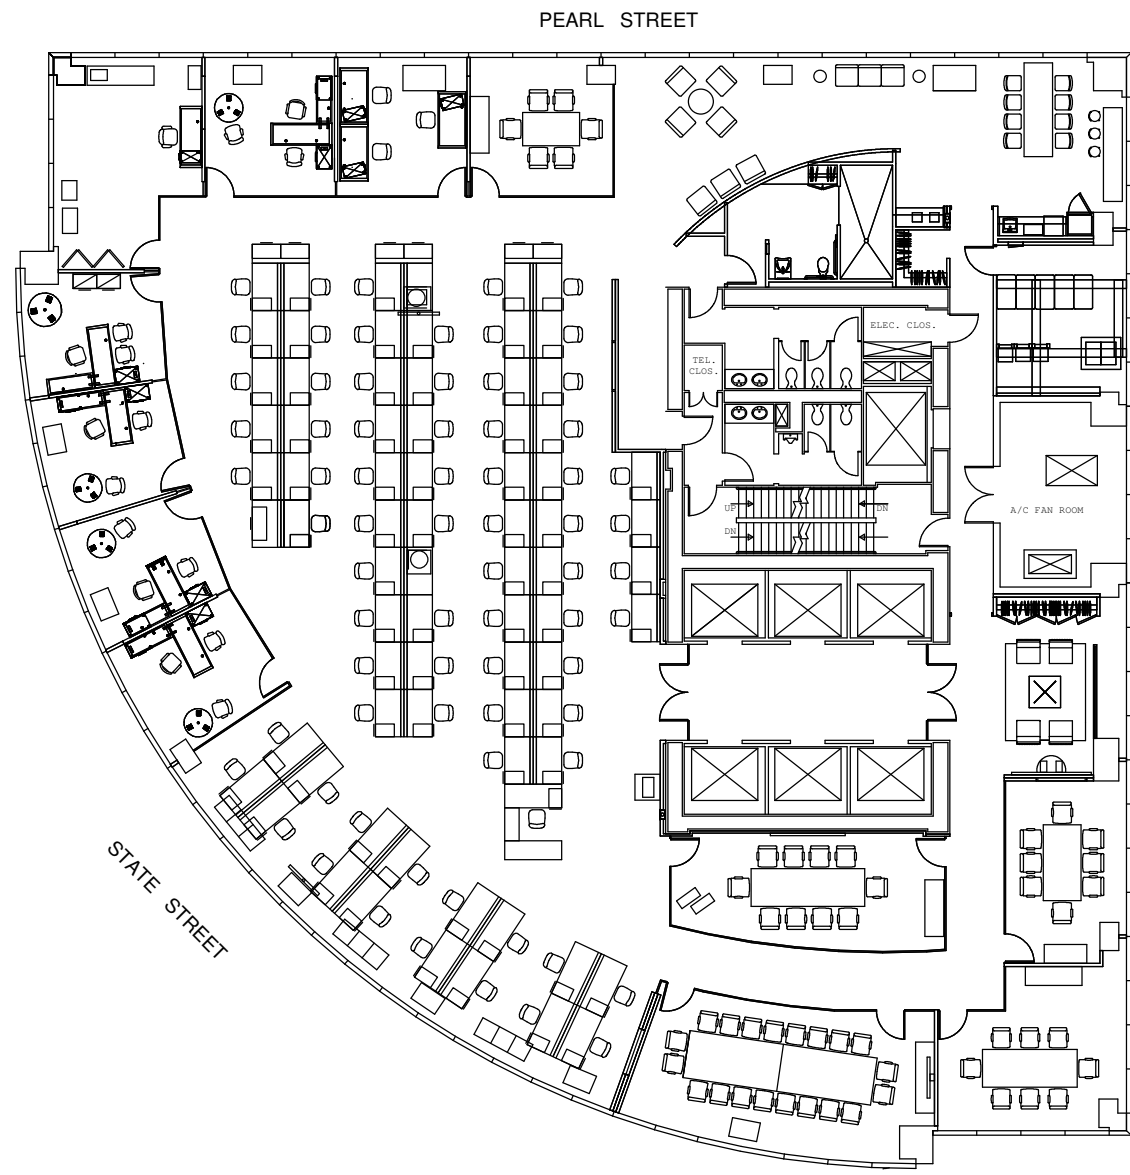 PEARL STREET
ELEC. CLOS.
TEL.
CLOS.
UP
DN
DN
A/C FAN ROOM
STATE STREET